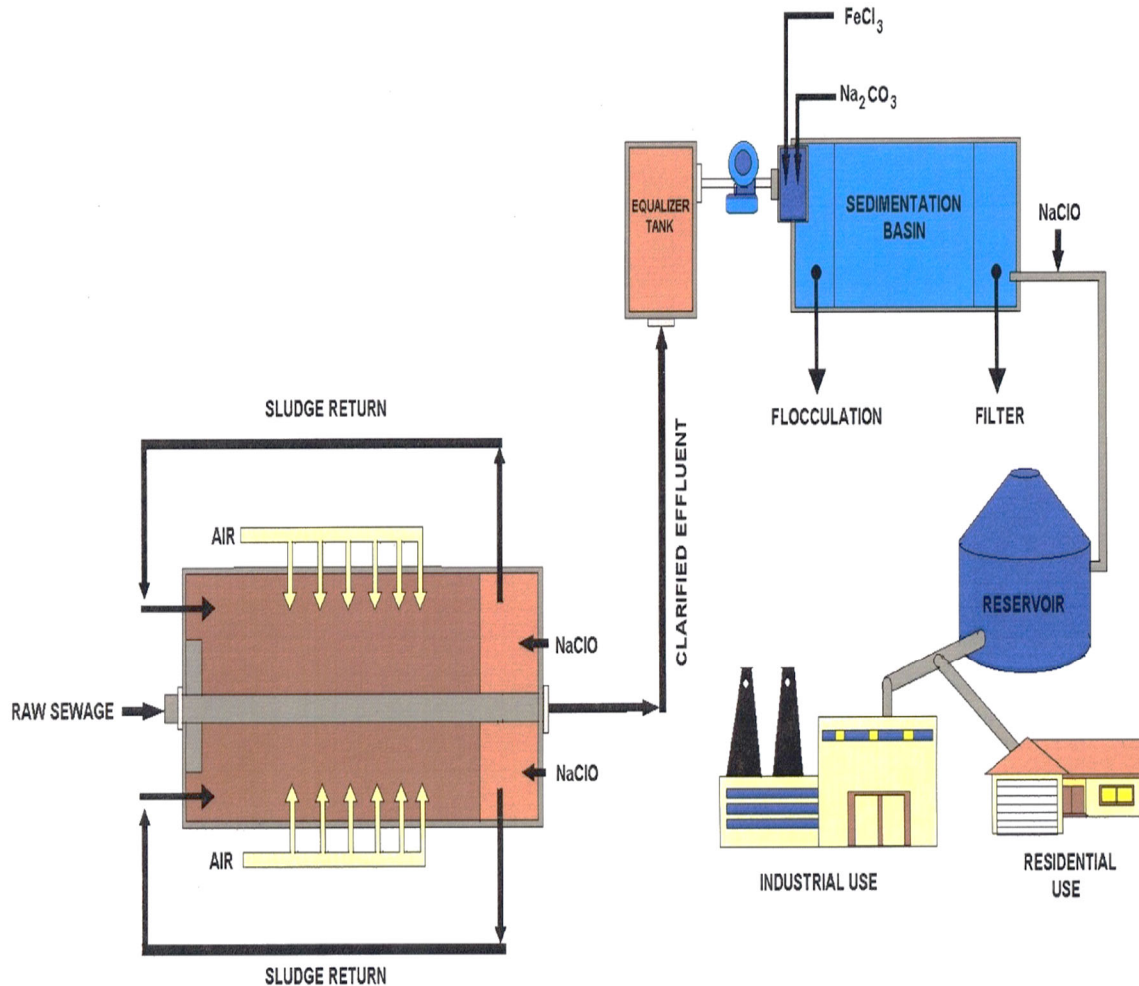 FeCl3
Na2CO3
EQUALIZER
TANK
SEDIMENTATION
BASIN
NaClO
FLOCCULATION
FILTER
SLUDGE RETURN
CLARIFIED EFFLUENT
AIR
RESERVOIR
NaClO
RAW SEWAGE
NaClO
AIR
INDUSTRIAL USE
RESIDENTIAL
USE
SLUDGE RETURN